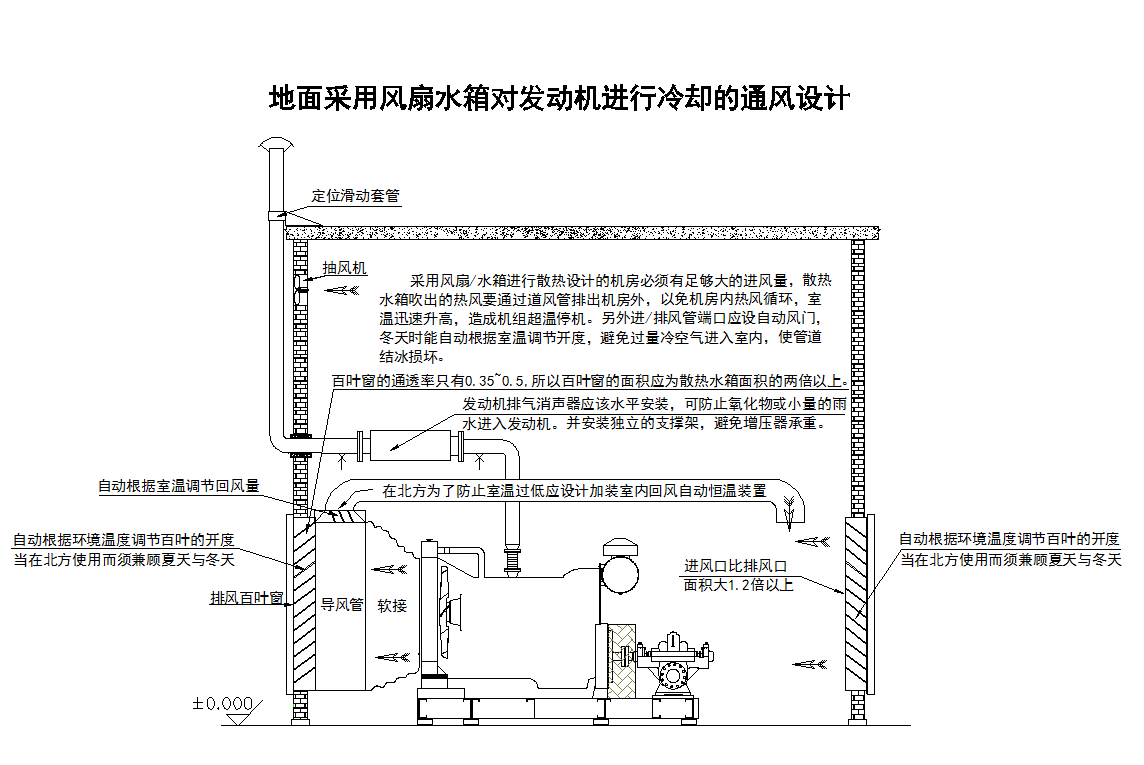 地面采用风扇水箱对发动机进行冷却的通风设计
定位滑动套管
抽风机
采用风扇/水箱进行散热设计的机房必须有足够大的进风量，散热
水箱吹出的热风要通过道风管排出机房外，以免机房内热风循环，室
温迅速升高，造成机组超温停机。另外进/排风管端口应设自动风门，
冬天时能自动根据室温调节开度，避免过量冷空气进入室内，使管道
结冰损坏。
百叶窗的通透率只有0.35~0.5,所以百叶窗的面积应为散热水箱面积的两倍以上。
发动机排气消声器应该水平安装，可防止氧化物或小量的雨
水进入发动机。并安装独立的支撑架，避免增压器承重。
自动根据室温调节回风量
在北方为了防止室温过低应设计加装室内回风自动恒温装置
自动根据环境温度调节百叶的开度
当在北方使用而须兼顾夏天与冬天
自动根据环境温度调节百叶的开度
当在北方使用而须兼顾夏天与冬天
进风口比排风口
面积大1.2倍以上
排风百叶窗
导风管
软接
±0.000